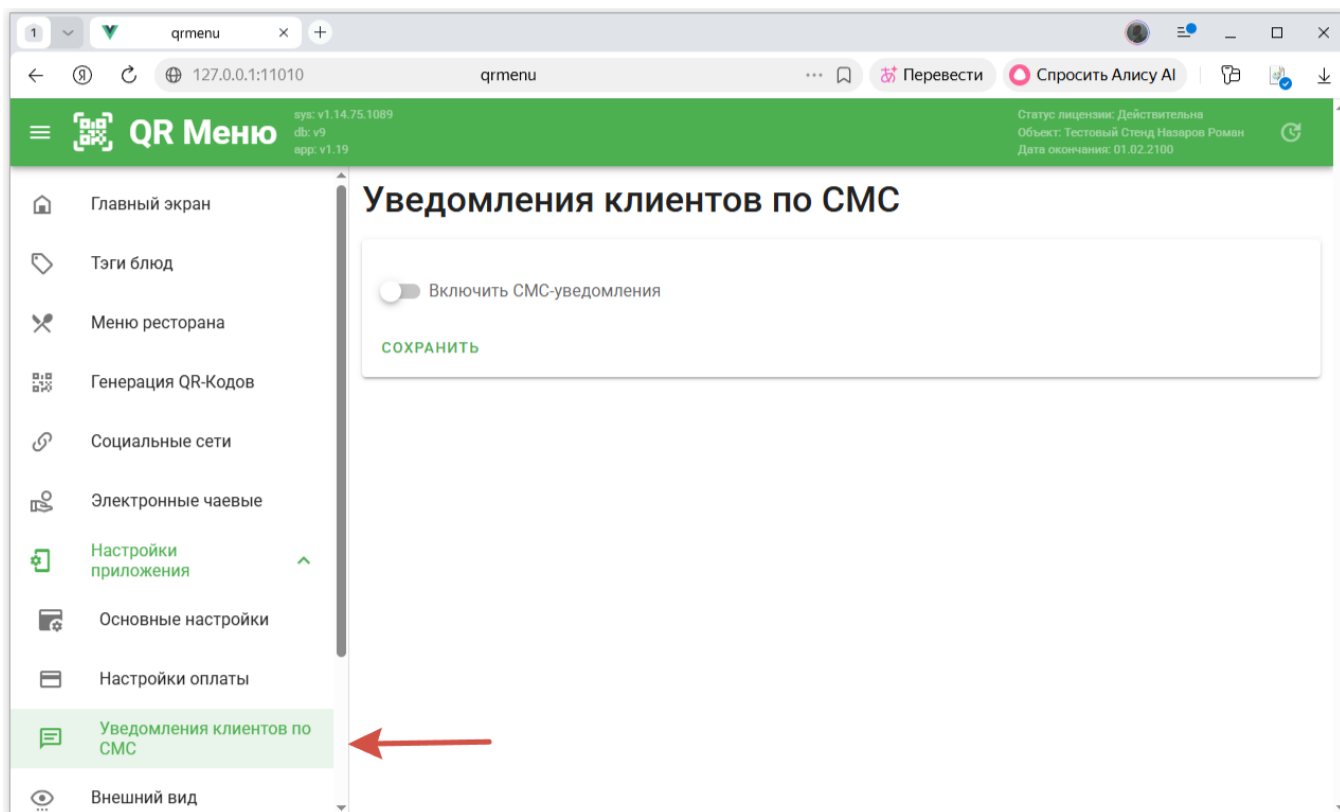 1
qrmenu
127.0.0.1:11010
qrmenu
Перевести
Спросить Алису AI
QR Меню
sys: v1.14.75.1089
db: v9
app: v1.19
Статус лицензии: Действительна
Объект: Тестовый Стенд Назаров Роман
Дата окончания: 01.02.2100
Главный экран
Тэги блюд
Меню ресторана
Генерация QR-Кодов
Социальные сети
Электронные чаевые
Настройки
приложения
Основные настройки
Настройки оплаты
Уведомления клиентов по
СМС
Внешний вид
Уведомления клиентов по СМС
Включить СМС-уведомления
СОХРАНИТЬ